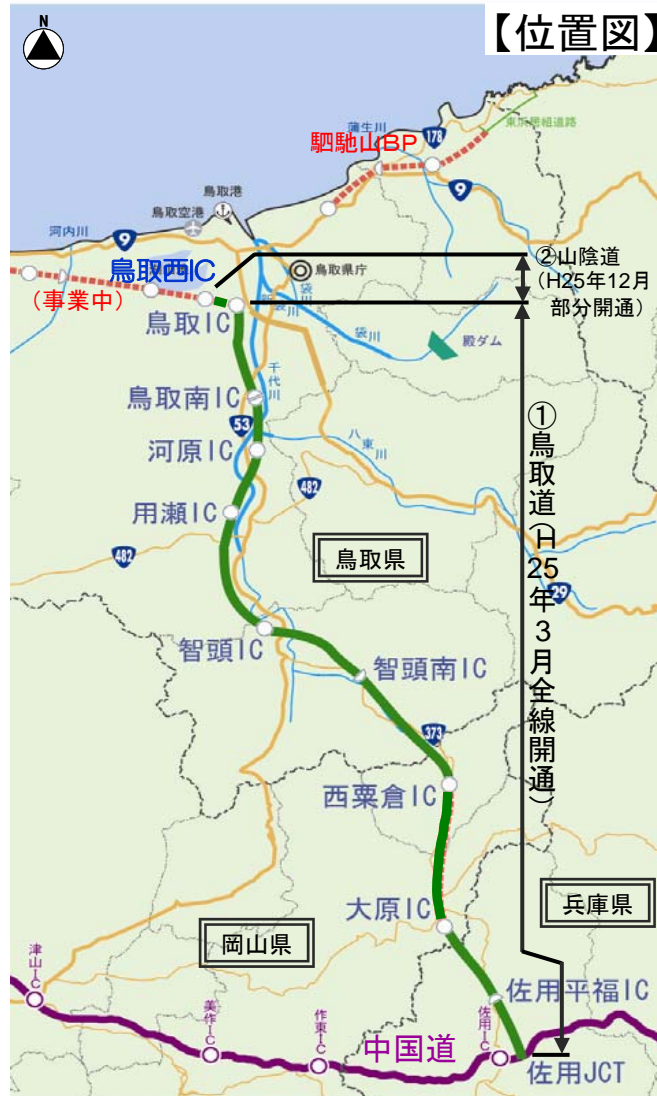 N
【位置図】
東浜居組道路
蒲生川
178
駟馳山BP
9
鳥取港
鳥取空港
河内川
9
鳥取西IC
鳥取県庁
②山陰道
(H25年12月
部分開通)
(事業中)
鳥取IC
新袋川
袋川
袋川
殿ダム
千代川
鳥取南IC
53
八東川
河原IC
482
用瀬IC
482
鳥取県
29
①鳥取道(H25年3月全線開通)
智頭IC
智頭南IC
373
西粟倉IC
大原IC
兵庫県
岡山県
津山IC
美作IC
作東IC
佐用IC
佐用平福IC
中国道
佐用JCT